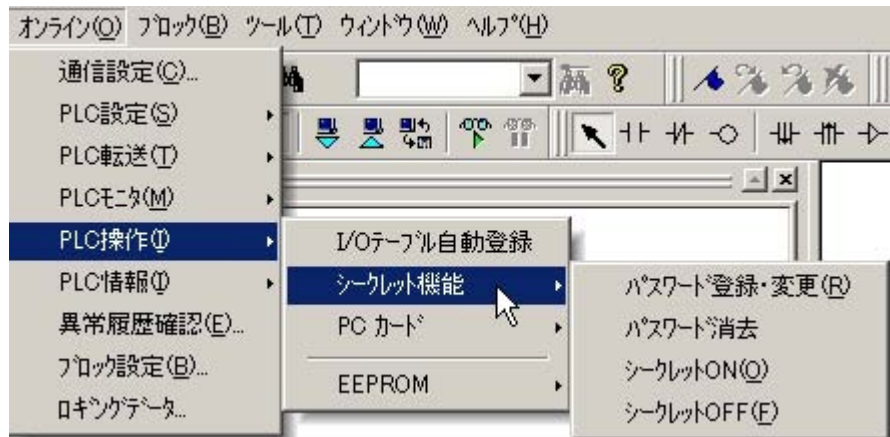 オンライン(O) ブロック(B) ツール(T) ウィンドウ(W) ヘルプ(H)
通信設定(C)...
PLC設定(S)
PLC転送(T)
PLCモニタ(M)
PLC操作(I)
PLC情報(I)
異常履歴確認(E)...
ブロック設定(B)...
ロギングデータ...
I/Oテーブル自動登録
シークレット機能
PC カード
EEPROM
パスワード登録・変更(R)
パスワード消去
シークレットON(O)
シークレットOFF(F)